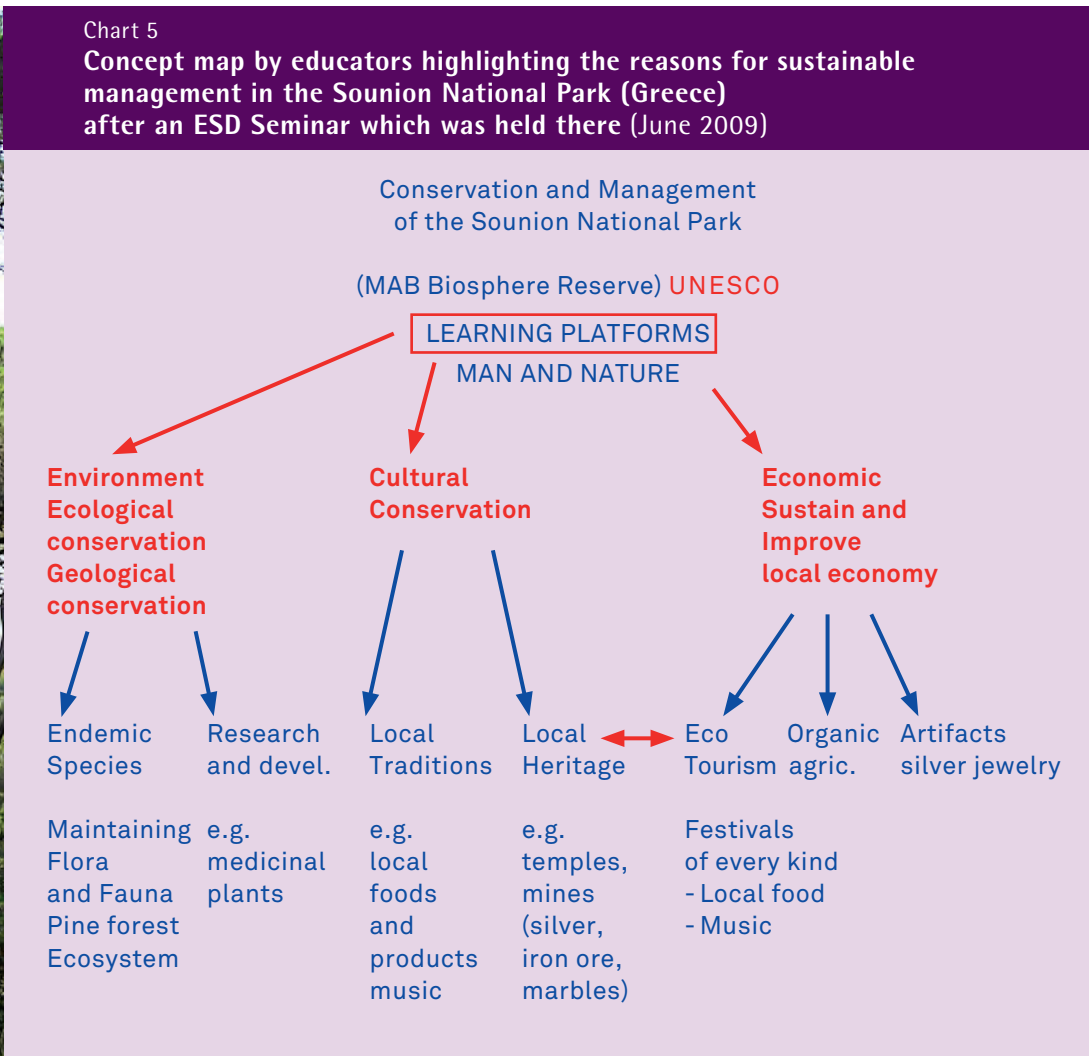 Chart 5
Concept map by educators highlighting the reasons for sustainable
management in the Sounion National Park (Greece)
after an ESD Seminar which was held there (June 2009)
Conservation and Management
of the Sounion National Park
(MAB Biosphere Reserve) UNESCO
LEARNING PLATFORMS
MAN AND NATURE
Environment
Ecological
conservation
Geological
conservation
Cultural
Conservation
Economic
Sustain and
Improve
local economy
Endemic
Species
Research
and devel.
Local
Traditions
Local
Heritage
Eco
Tourism
Organic
agric.
Artifacts
silver jewelry
Maintaining
Flora
and Fauna
Pine forest
Ecosystem
e.g.
medicinal
plants
e.g.
local
foods
and
products
music
e.g.
temples,
mines
(silver,
iron ore,
marbles)
Festivals
of every kind
- Local food
- Music